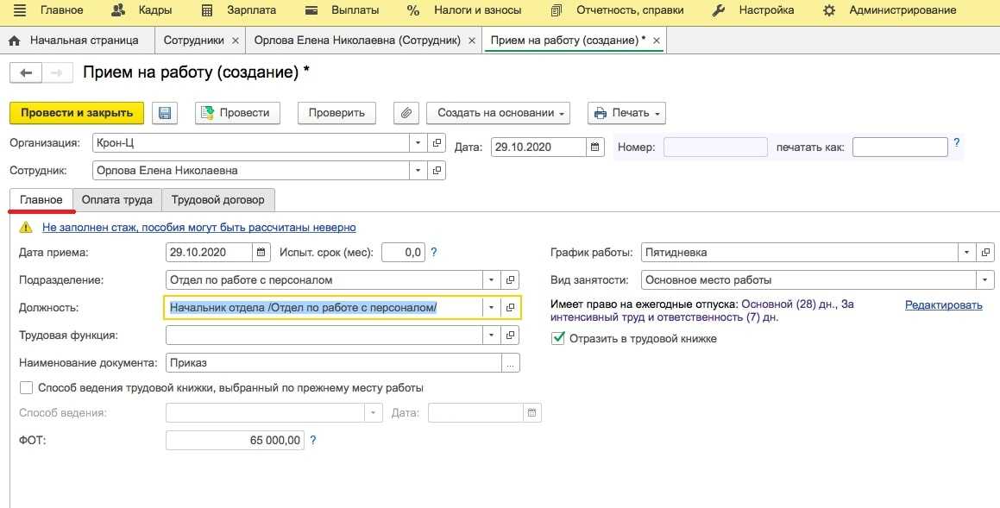 Главное Кадры Зарплата Выплаты % Налоги и взносы Отчетность, справки Настройка Администрирование
Начальная страница Сотрудники × Орлова Елена Николаевна (Сотрудник) × Прием на работу (создание) * ×
Прием на работу (создание) *
Провести и закрыть Провести Проверить Создать на основании Печать
Организация: Крон-Ц Дата: 29.10.2020 Номер: печатать как: ?
Сотрудник: Орлова Елена Николаевна
Главное Оплата труда Трудовой договор
Не заполнен стаж, пособия могут быть рассчитаны неверно
Дата приема: 29.10.2020 Испыт. срок (мес): 0,0 ? График работы: Пятидневка
Подразделение: Отдел по работе с персоналом Вид занятости: Основное место работы
Должность: Начальник отдела /Отдел по работе с персоналом/ Имеет право на ежегодные отпуска: Основной (28) дн., За Редактировать
интенсивный труд и ответственность (7) дн.
Трудовая функция: Отразить в трудовой книжке
Наименование документа: Приказ ...
Способ ведения трудовой книжки, выбранный по прежнему месту работы
Способ ведения: Дата:
ФОТ: 65 000,00 ?